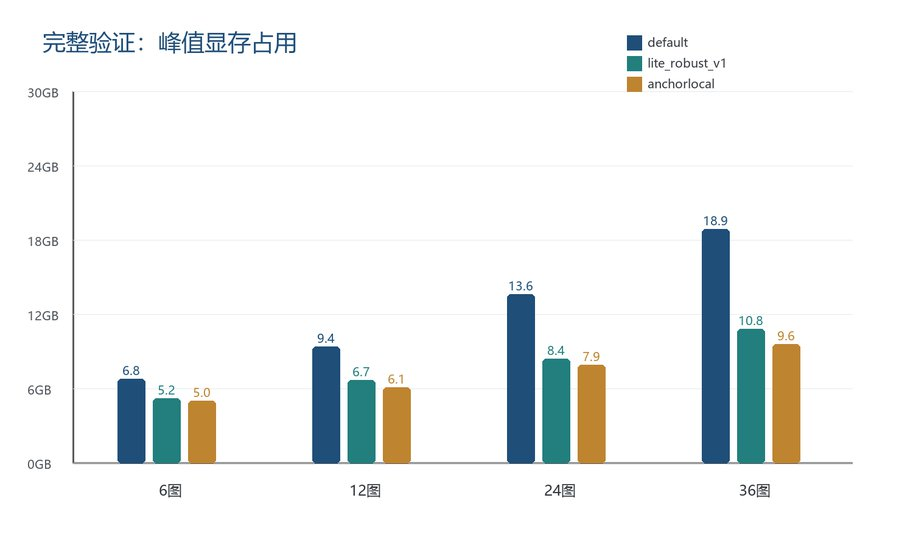 完整验证：峰值显存占用
default
lite_robust_v1
anchorlocal
30GB
24GB
18GB
12GB
6GB
0GB
6.8
5.2
5.0
9.4
6.7
6.1
13.6
8.4
7.9
18.9
10.8
9.6
6图
12图
24图
36图